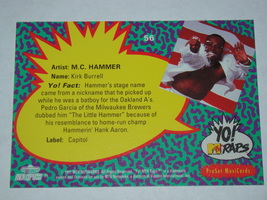 56
Artist: M.C. HAMMER
Name: Kirk Burrell
Yo! Fact: Hammer's stage name
came from a nickname that he picked up
while he was a batboy for the Oakland A's.
Pedro Garcia of the Milwaukee Brewers
dubbed him "The Little Hammer" because
of his resemblance to home-run champ
Hammerin' Hank Aaron
Label: Capitol
YO!
MTV
RAPS
ProSet MusiCards